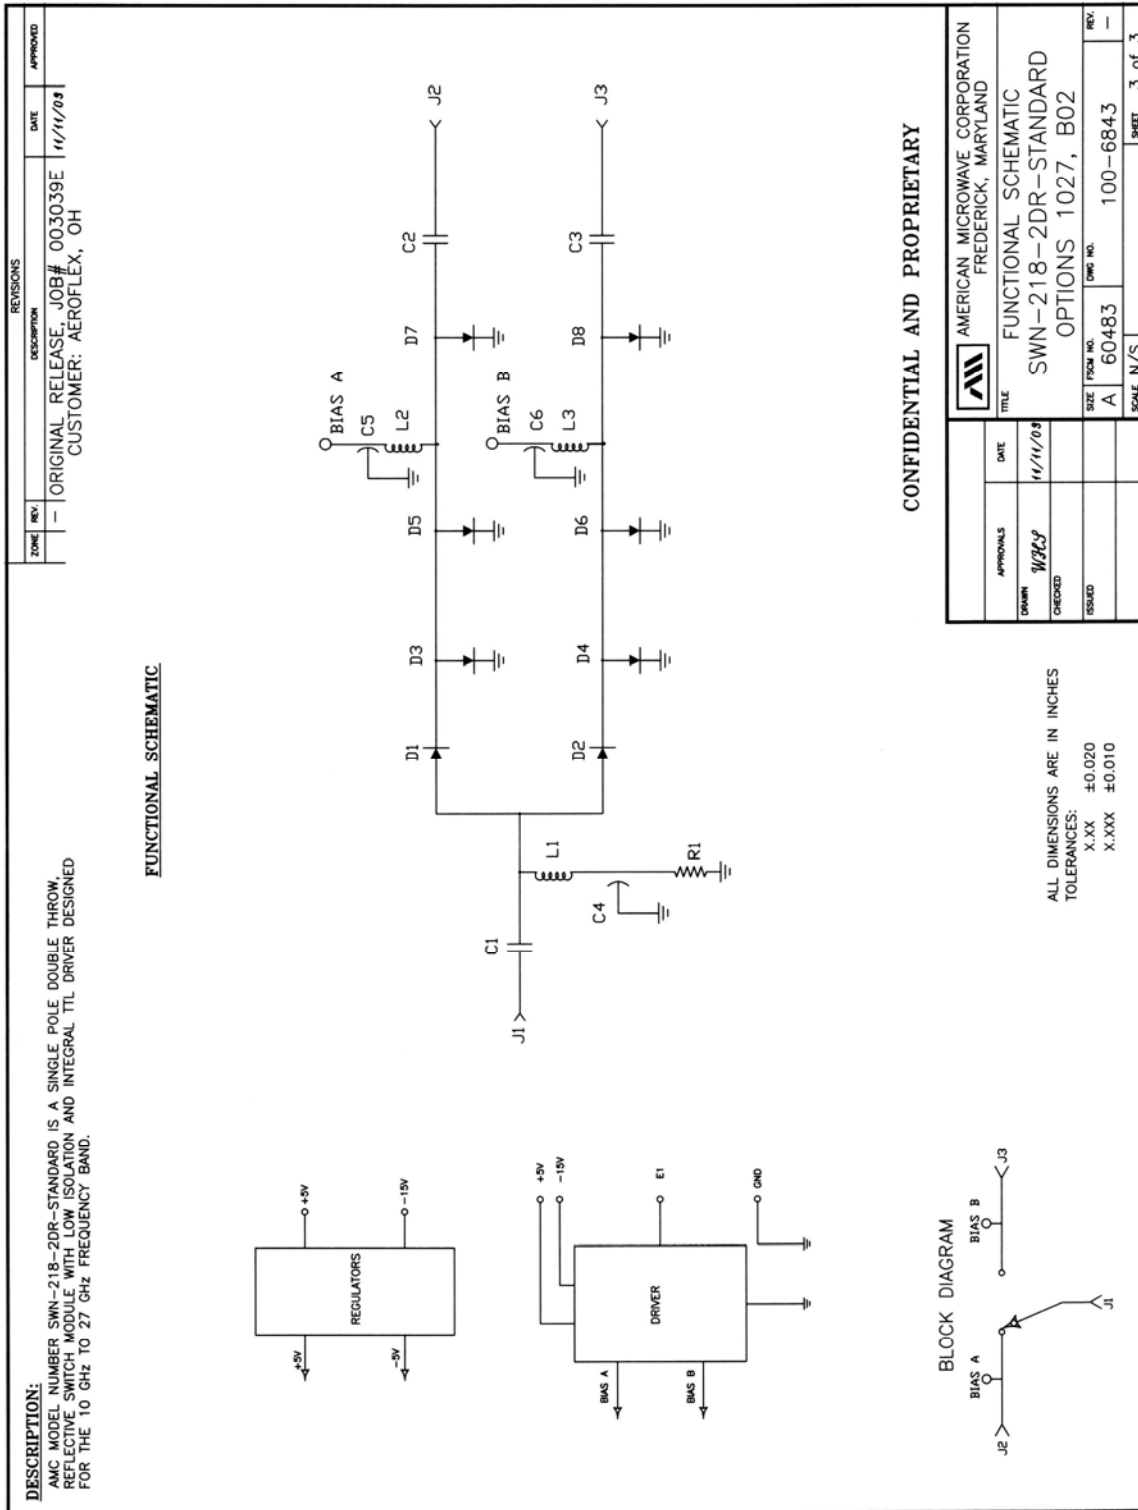 DESCRIPTION:
AMC MODEL NUMBER SWN-218-2DR-STANDARD IS A SINGLE POLE DOUBLE THROW,
REFLECTIVE SWITCH MODULE WITH LOW ISOLATION AND INTEGRAL TTL DRIVER DESIGNED
FOR THE 10 GHz TO 27 GHz FREQUENCY BAND.
REVISIONS
ZONE REV. DESCRIPTION DATE APPROVED
— ORIGINAL RELEASE, JOB# 003039E 11/11/03
CUSTOMER: AEROFLEX, OH
FUNCTIONAL SCHEMATIC
+5V
-5V
REGULATORS
+5V
-15V
BIAS A
BIAS B
DRIVER
+5V
-15V
E1
GND
BLOCK DIAGRAM
J2
BIAS A
J1
BIAS B
J3
J1
C1
L1
C4
R1
D1
D3
D5
BIAS A
C5
L2
D7
C2
J2
D2
D4
D6
BIAS B
C6
L3
D8
C3
J3
CONFIDENTIAL AND PROPRIETARY
ALL DIMENSIONS ARE IN INCHES
TOLERANCES:
X.XX ±0.020
X.XXX ±0.010
APPROVALS DATE
DRAWN WHS 11/11/03
CHECKED
ISSUED
AMERICAN MICROWAVE CORPORATION
FREDERICK, MARYLAND
TITLE
FUNCTIONAL SCHEMATIC
SWN-218-2DR-STANDARD
OPTIONS 1027, B02
SIZE A
FSCM NO. 60483
DWG NO. 100-6843
REV. —
SCALE N/S
SHEET 3 of 3